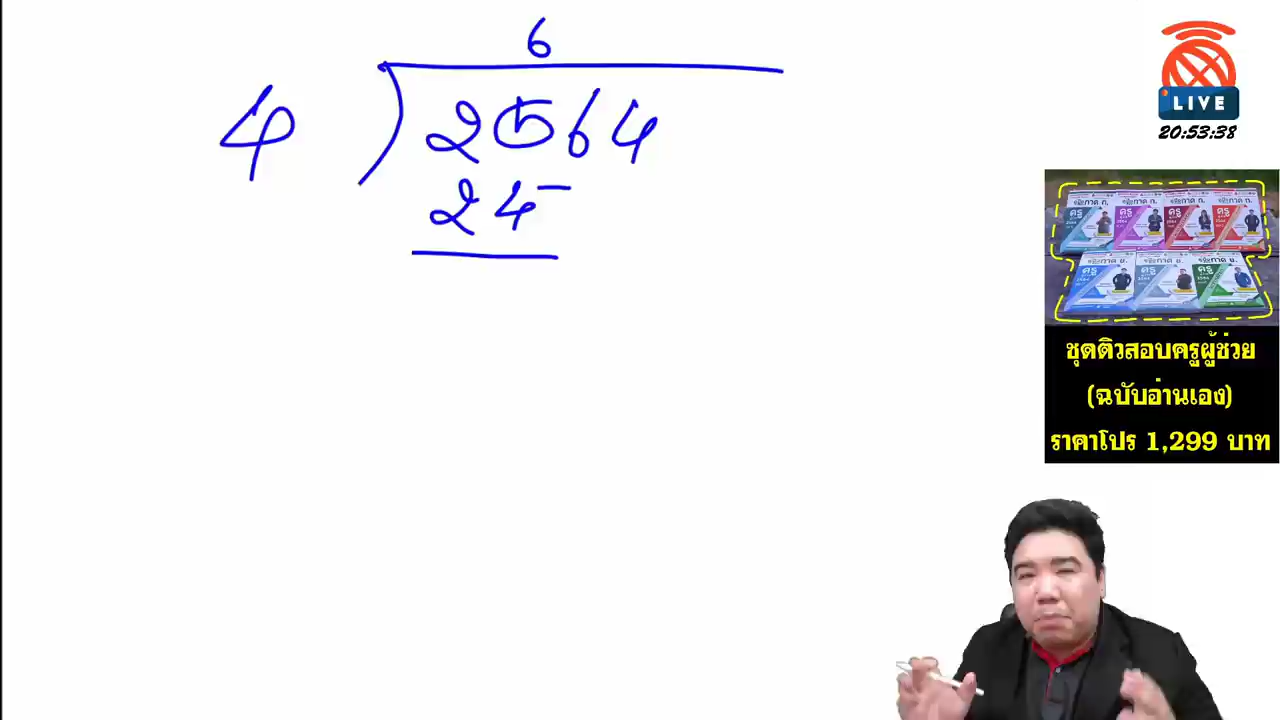 6
4 2564
24 –
LIVE
20:53:38
ชุดติวสอบครูผู้ช่วย
(ฉบับอ่านเอง)
ราคาโปร 1,299 บาท